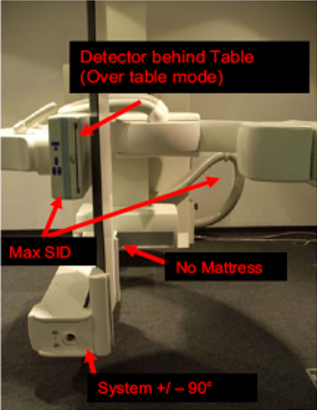 Detector behind Table
(Over table mode)
Max SID
No Mattress
System +/ – 90°